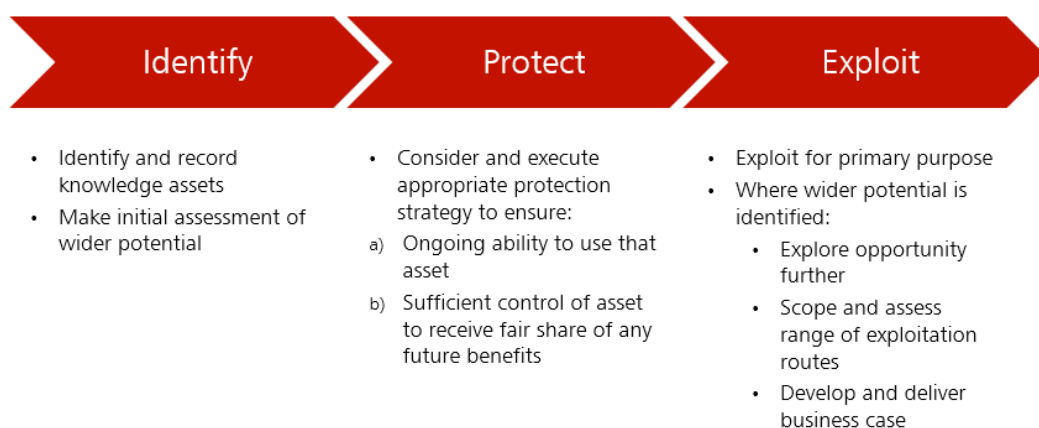 Identify
Protect
Exploit
• Identify and record
knowledge assets
• Make initial assessment of
wider potential
• Consider and execute
appropriate protection
strategy to ensure:
a) Ongoing ability to use that
asset
b) Sufficient control of asset
to receive fair share of any
future benefits
• Exploit for primary purpose
• Where wider potential is
identified:
• Explore opportunity
further
• Scope and assess
range of exploitation
routes
• Develop and deliver
business case